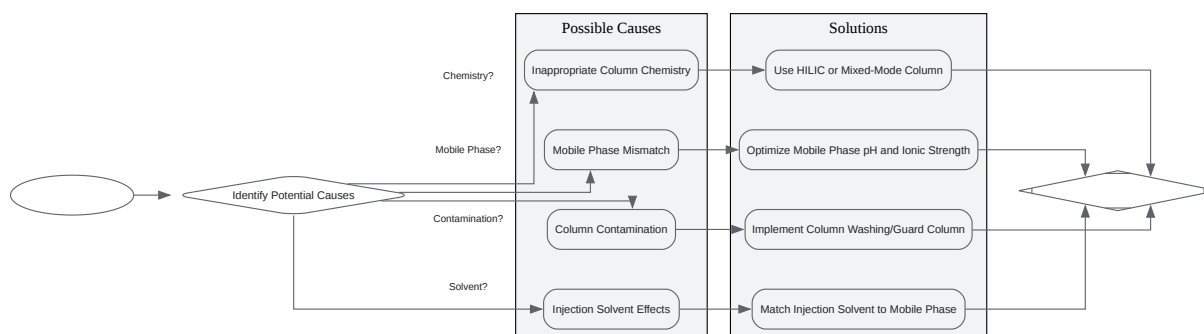 Possible Causes
Solutions
Chemistry?
Inappropriate Column Chemistry
Use HILIC or Mixed-Mode Column
Mobile Phase?
Mobile Phase Mismatch
Optimize Mobile Phase pH and Ionic Strength
Identify Potential Causes
Contamination?
Column Contamination
Implement Column Washing/Guard Column
Solvent?
Injection Solvent Effects
Match Injection Solvent to Mobile Phase